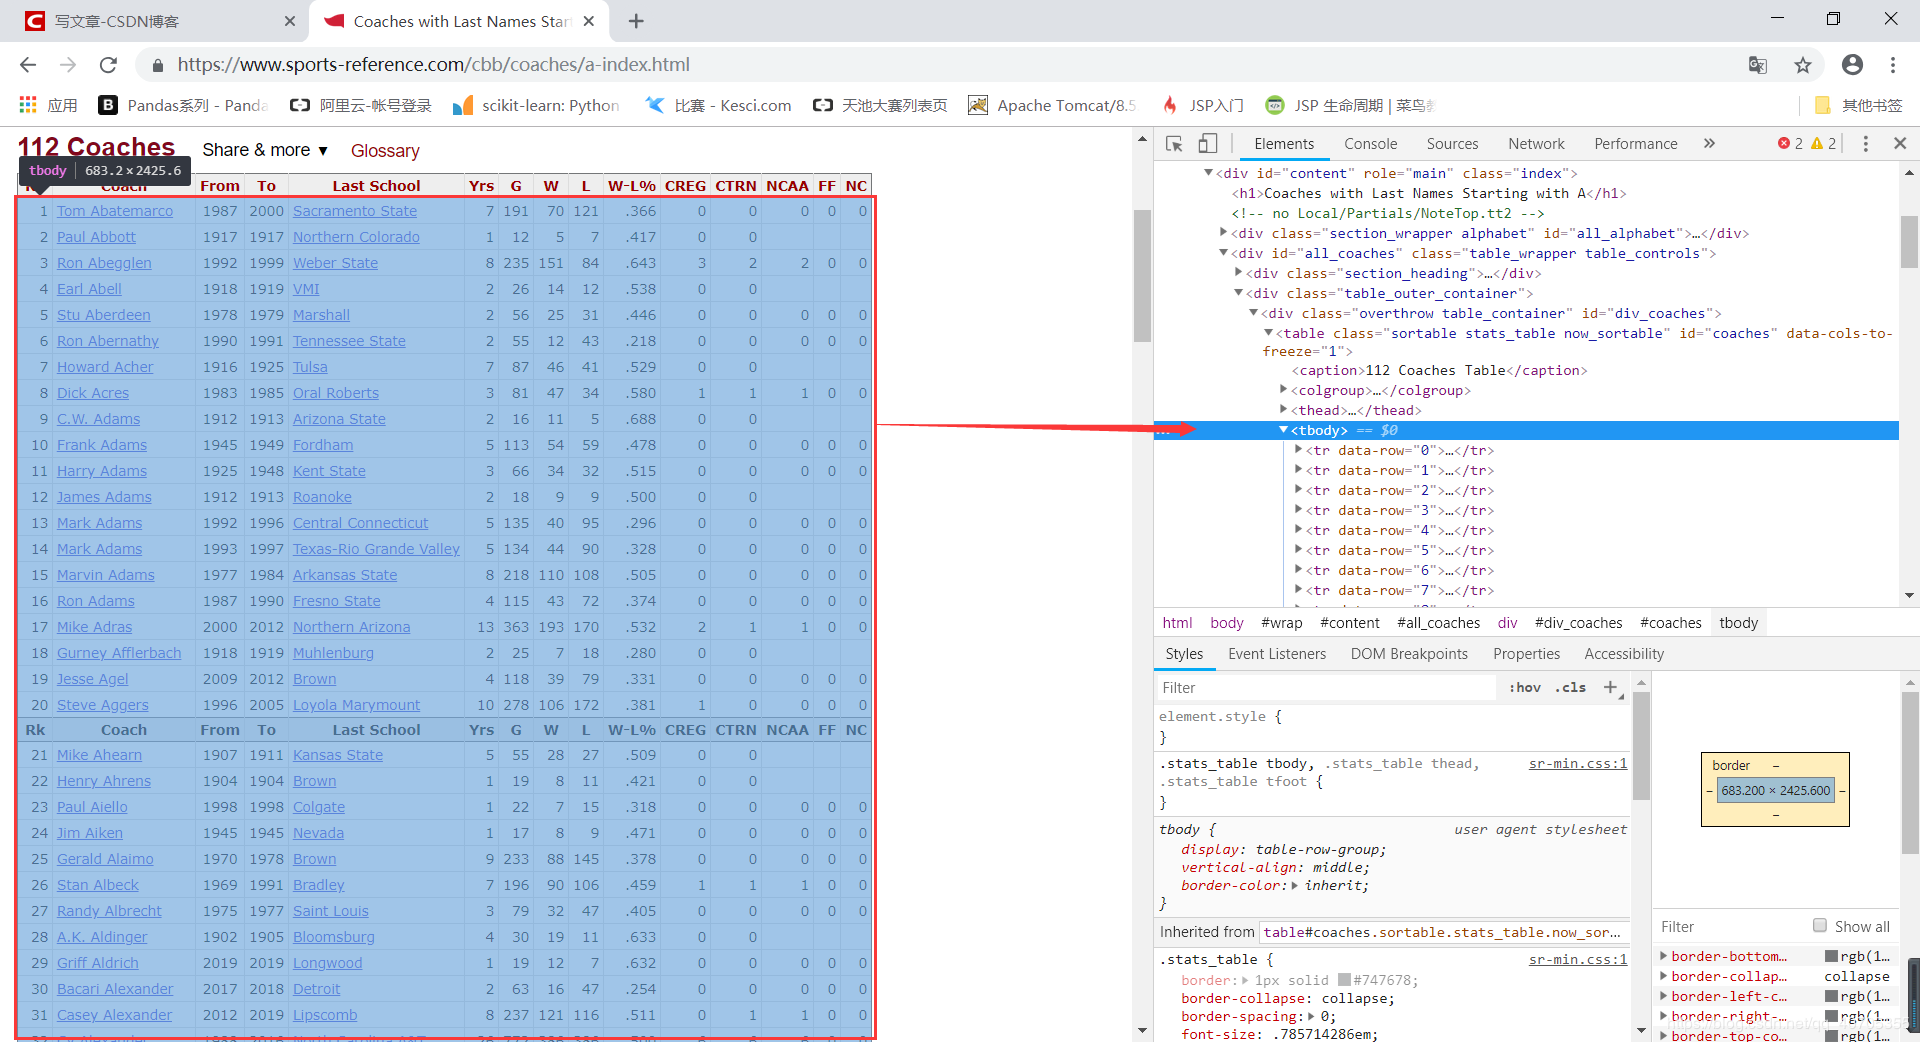 写文章-CSDN博客
Coaches with Last Names Star
https://www.sports-reference.com/cbb/coaches/a-index.html
应用 Pandas系列 - Panda 阿里云-帐号登录 scikit-learn: Python 比赛 - Kesci.com 天池大赛列表页 Apache Tomcat/8.5 JSP入门 JSP 生命周期 | 菜鸟 其他书签
112 Coaches Share & more ▼ Glossary
tbody 683.2×2425.6
Coach From To Last School Yrs G W L W-L% CREG CTRN NCAA FF NC
1 Tom Abatemarco 1987 2000 Sacramento State 7 191 70 121 .366 0 0 0 0 0
2 Paul Abbott 1917 1917 Northern Colorado 1 12 5 7 .417 0 0
3 Ron Abegglen 1992 1999 Weber State 8 235 151 84 .643 3 2 2 0 0
4 Earl Abell 1918 1919 VMI 2 26 14 12 .538 0 0
5 Stu Aberdeen 1978 1979 Marshall 2 56 25 31 .446 0 0 0 0 0
6 Ron Abernathy 1990 1991 Tennessee State 2 55 12 43 .218 0 0 0 0 0
7 Howard Acher 1916 1925 Tulsa 7 87 46 41 .529 0 0
8 Dick Acres 1983 1985 Oral Roberts 3 81 47 34 .580 1 1 1 0 0
9 C.W. Adams 1912 1913 Arizona State 2 16 11 5 .688 0 0
10 Frank Adams 1945 1949 Fordham 5 113 54 59 .478 0 0 0 0 0
11 Harry Adams 1925 1948 Kent State 3 66 34 32 .515 0 0 0 0 0
12 James Adams 1912 1913 Roanoke 2 18 9 9 .500 0 0
13 Mark Adams 1992 1996 Central Connecticut 5 135 40 95 .296 0 0 0 0 0
14 Mark Adams 1993 1997 Texas-Rio Grande Valley 5 134 44 90 .328 0 0 0 0 0
15 Marvin Adams 1977 1984 Arkansas State 8 218 110 108 .505 0 0 0 0 0
16 Ron Adams 1987 1990 Fresno State 4 115 43 72 .374 0 0 0 0 0
17 Mike Adras 2000 2012 Northern Arizona 13 363 193 170 .532 2 1 1 0 0
18 Gurney Afflerbach 1918 1919 Muhlenburg 2 25 7 18 .280 0 0
19 Jesse Agel 2009 2012 Brown 4 118 39 79 .331 0 0 0 0 0
20 Steve Aggers 1996 2005 Loyola Marymount 10 278 106 172 .381 1 0 0 0 0
Rk Coach From To Last School Yrs G W L W-L% CREG CTRN NCAA FF NC
21 Mike Ahearn 1907 1911 Kansas State 5 55 28 27 .509 0 0
22 Henry Ahrens 1904 1904 Brown 1 19 8 11 .421 0 0
23 Paul Aiello 1998 1998 Colgate 1 22 7 15 .318 0 0 0 0 0
24 Jim Aiken 1945 1945 Nevada 1 17 8 9 .471 0 0 0 0 0
25 Gerald Alaimo 1970 1978 Brown 9 233 88 145 .378 0 0 0 0 0
26 Stan Albeck 1969 1991 Bradley 7 196 90 106 .459 1 1 1 0 0
27 Randy Albrecht 1975 1977 Saint Louis 3 79 32 47 .405 0 0 0 0 0
28 A.K. Aldinger 1902 1905 Bloomsburg 4 30 19 11 .633 0 0
29 Griff Aldrich 2019 2019 Longwood 1 19 12 7 .632 0 0 0 0 0
30 Bacari Alexander 2017 2018 Detroit 2 63 16 47 .254 0 0 0 0 0
31 Casey Alexander 2012 2019 Lipscomb 8 237 121 116 .511 0 1 1 0 0
Elements Console Sources Network Performance » 2 2
▼<div id="content" role="main" class="index">
<h1>Coaches with Last Names Starting with A</h1>
<!-- no Local/Partials/NoteTop.tt2 -->
▶<div class="section_wrapper alphabet" id="all_alphabet">…</div>
▼<div id="all_coaches" class="table_wrapper table_controls">
▶<div class="section_heading">…</div>
▼<div class="table_outer_container">
▼<div class="overthrow table_container" id="div_coaches">
▼<table class="sortable stats_table now_sortable" id="coaches" data-cols-to-
freeze="1">
<caption>112 Coaches Table</caption>
▶<colgroup>…</colgroup>
▶<thead>…</thead>
▼<tbody> == $0
▶<tr data-row="0">…</tr>
▶<tr data-row="1">…</tr>
▶<tr data-row="2">…</tr>
▶<tr data-row="3">…</tr>
▶<tr data-row="4">…</tr>
▶<tr data-row="5">…</tr>
▶<tr data-row="6">…</tr>
▶<tr data-row="7">…</tr>
html body #wrap #content #all_coaches div #div_coaches #coaches tbody
Styles Event Listeners DOM Breakpoints Properties Accessibility
Filter :hov .cls +
element.style {
}
.stats_table tbody, .stats_table thead, sr-min.css:1
.stats_table tfoot {
}
tbody { user agent stylesheet
display: table-row-group;
vertical-align: middle;
border-color:▶ inherit;
}
Inherited from table#coaches.sortable.stats_table.now_sor…
.stats_table { sr-min.css:1
border:▶ 1px solid #747678;
border-collapse: collapse;
border-spacing:▶ 0;
font-size: .785714286em;
border –
– 683.200 × 2425.600 –
–
Filter Show all
▶border-bottom… rgb(1…
▶border-collap… collapse
▶border-left-c… rgb(1…
▶border-right-… rgb(1…
▶border-top-co… rgb(1…